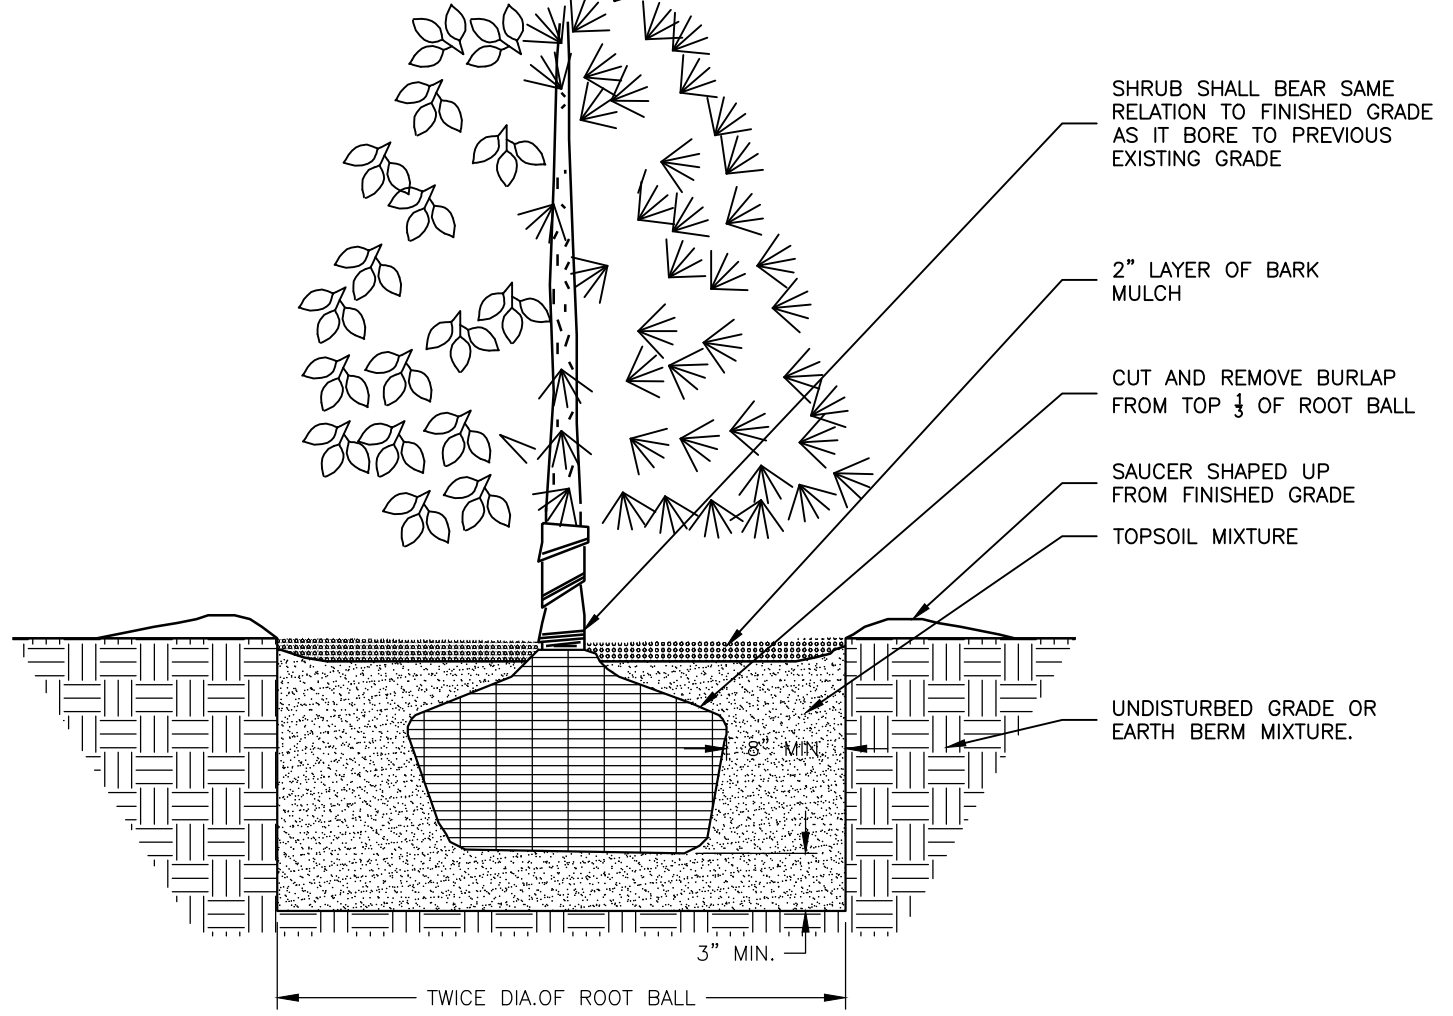 SHRUB SHALL BEAR SAME
RELATION TO FINISHED GRADE
AS IT BORE TO PREVIOUS
EXISTING GRADE
2" LAYER OF BARK
MULCH
CUT AND REMOVE BURLAP
FROM TOP 1/3 OF ROOT BALL
SAUCER SHAPED UP
FROM FINISHED GRADE
TOPSOIL MIXTURE
UNDISTURBED GRADE OR
EARTH BERM MIXTURE.
8" MIN.
3" MIN.
TWICE DIA.OF ROOT BALL